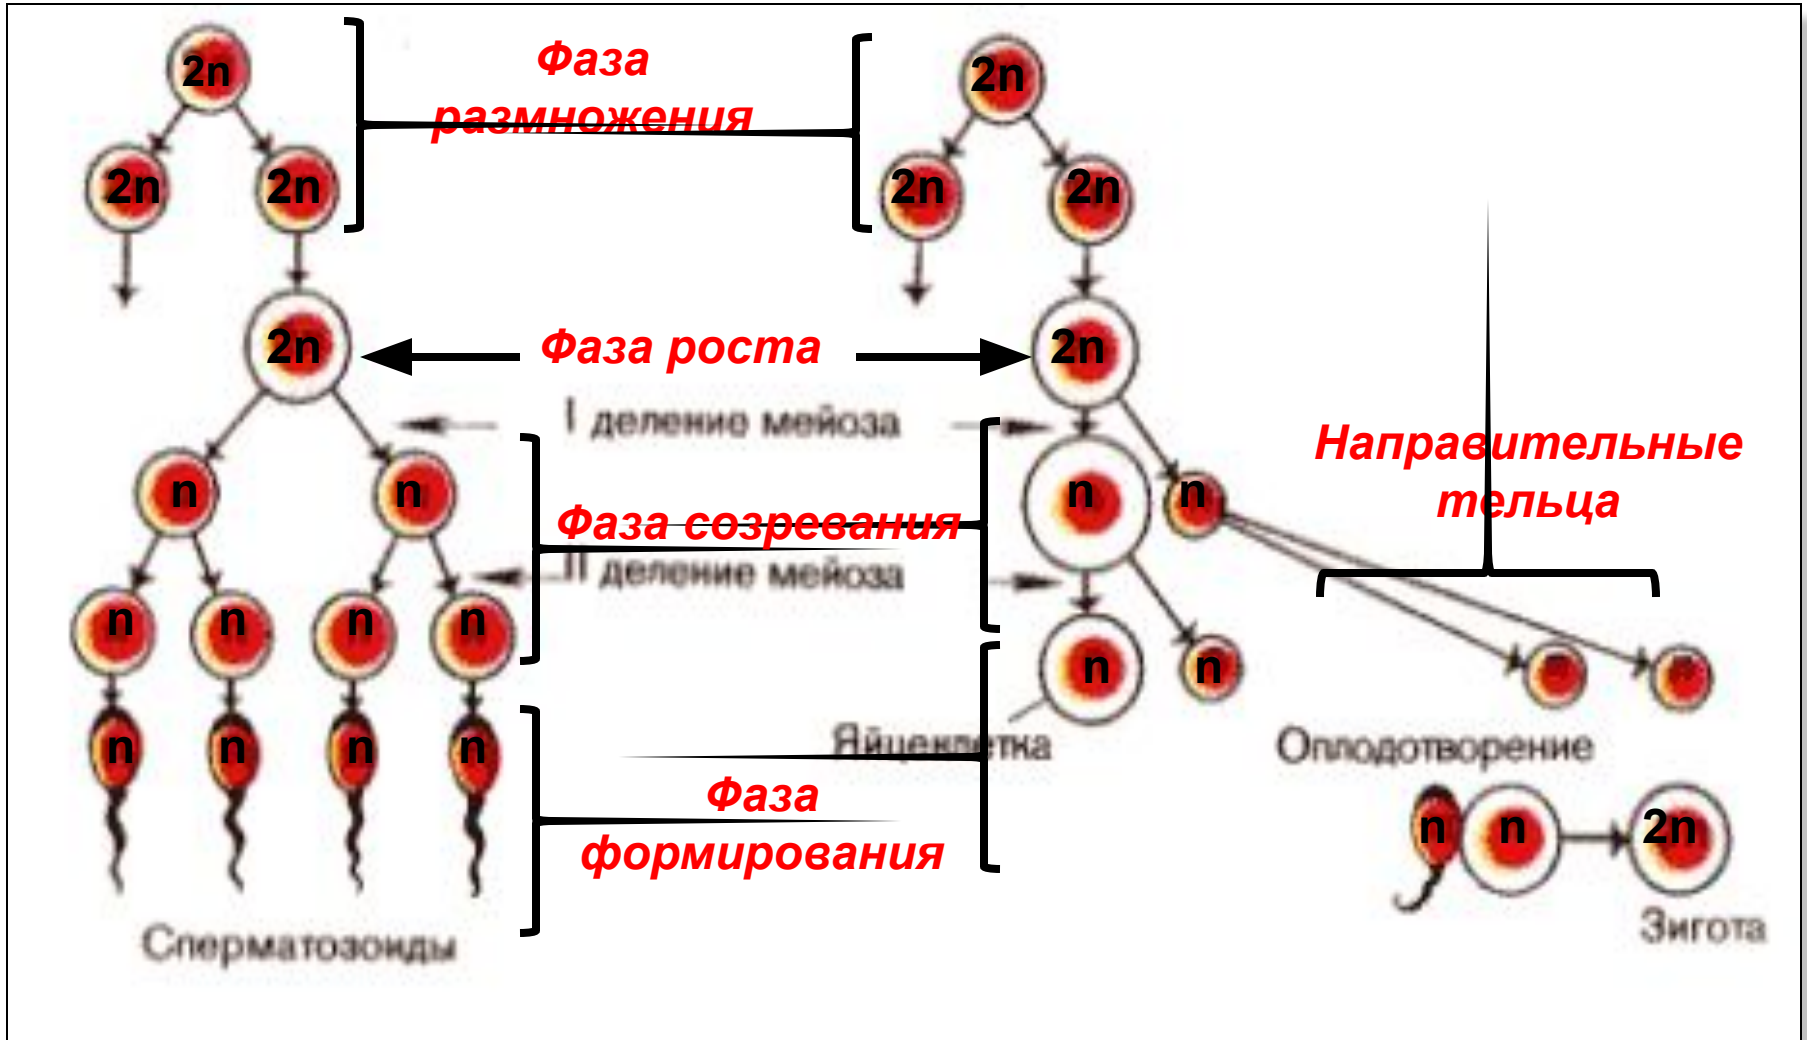 2n
2n
2n 2n
2n 2n
Фаза
размножения
2n
2n
Фаза роста
I деление мейоза
n n
n n
Фаза созревания
II деление мейоза
Направительные
тельца
n n n n
n n
Яйцеклетка
n n n n
Фаза
формирования
Сперматозоиды
Оплодотворение
n n 2n
Зигота